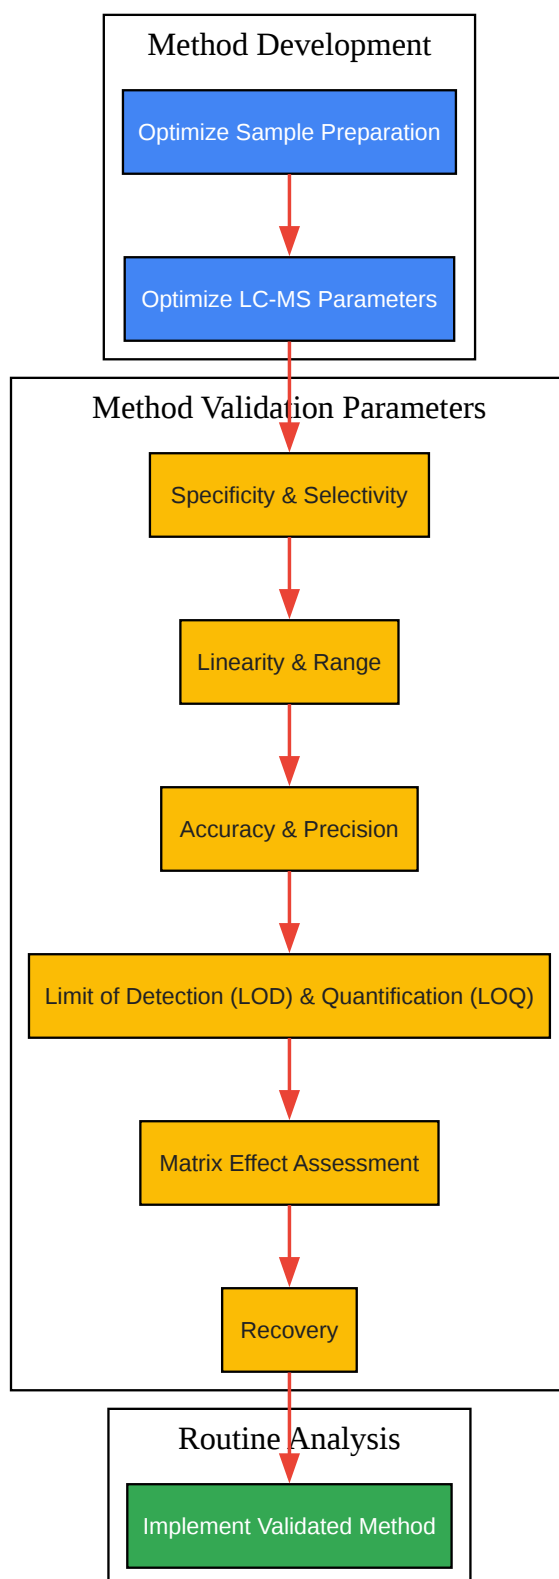 Method Development
Optimize Sample Preparation
Optimize LC-MS Parameters
Method Validation Parameters
Specificity & Selectivity
Linearity & Range
Accuracy & Precision
Limit of Detection (LOD) & Quantification (LOQ)
Matrix Effect Assessment
Recovery
Routine Analysis
Implement Validated Method